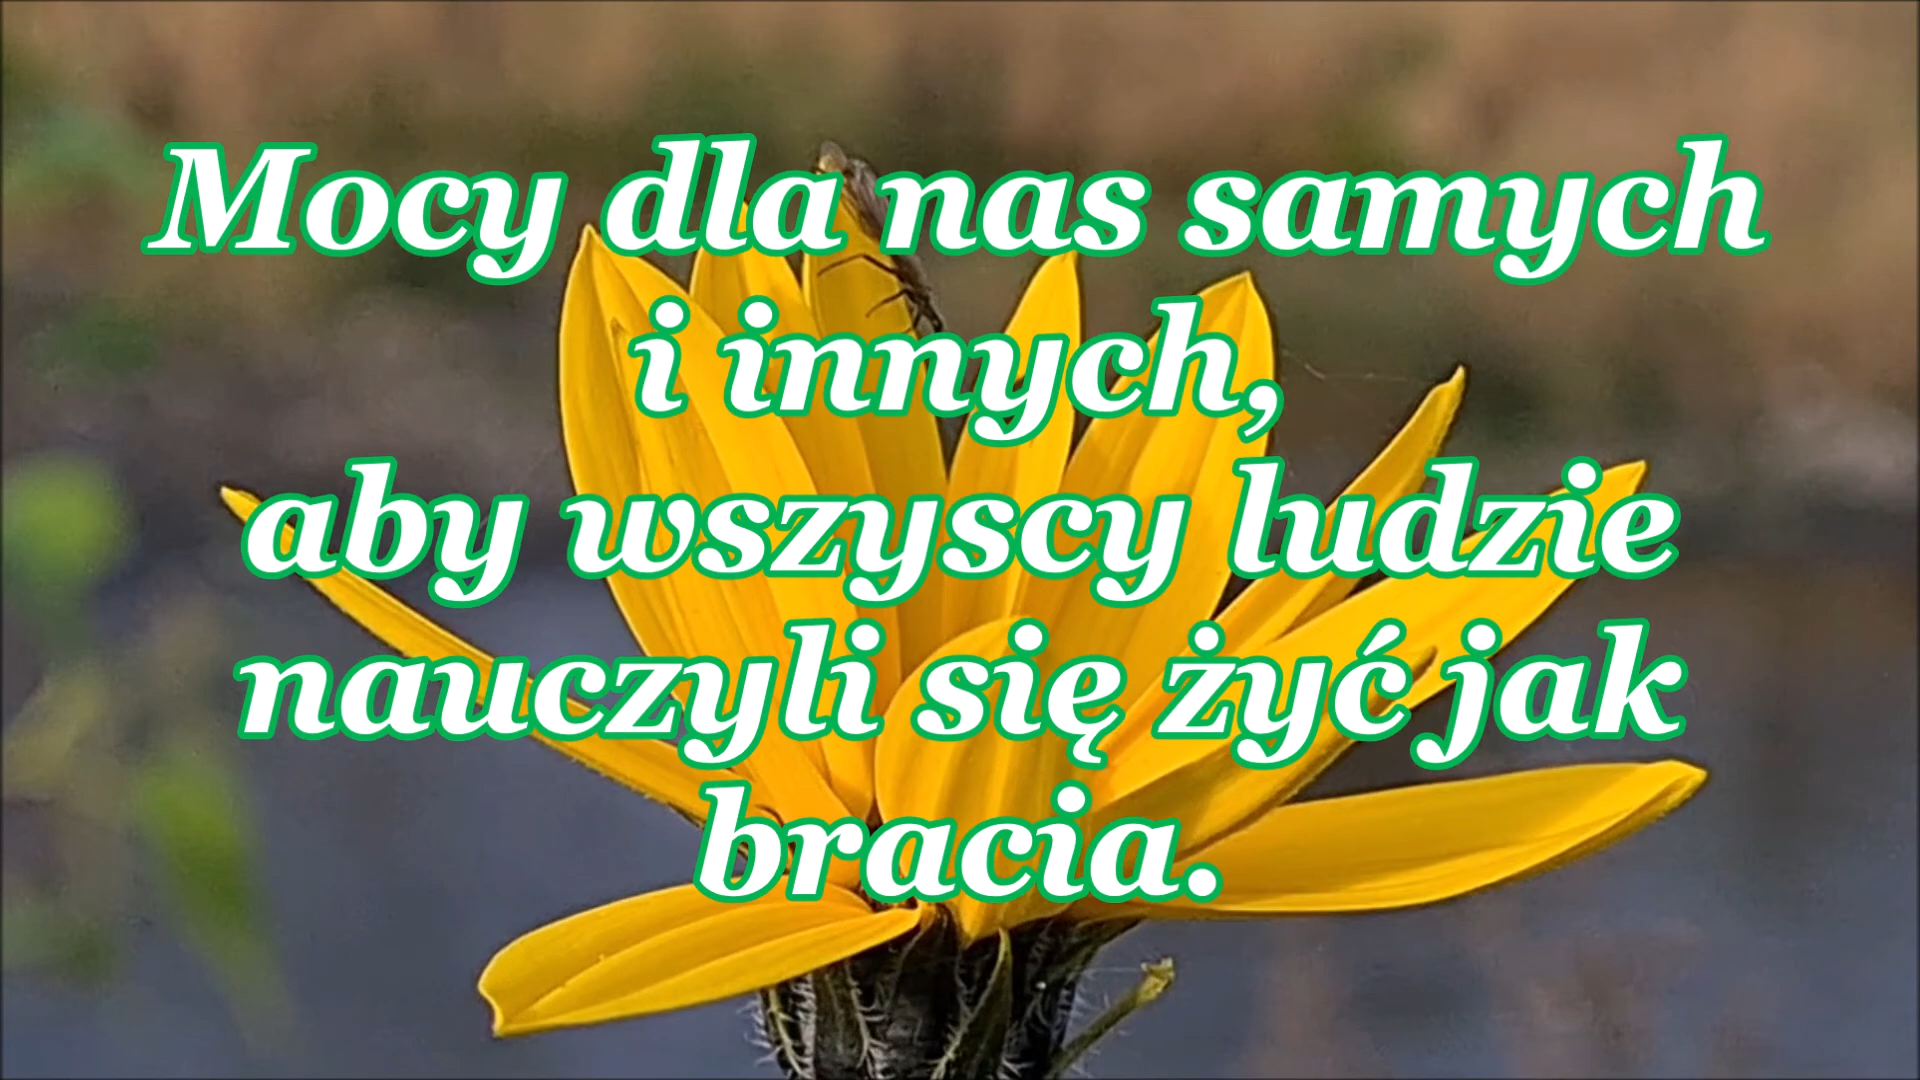 Mocy dla nas samych
i innych,
aby wszyscy ludzie
nauczyli się żyć jak
bracia.